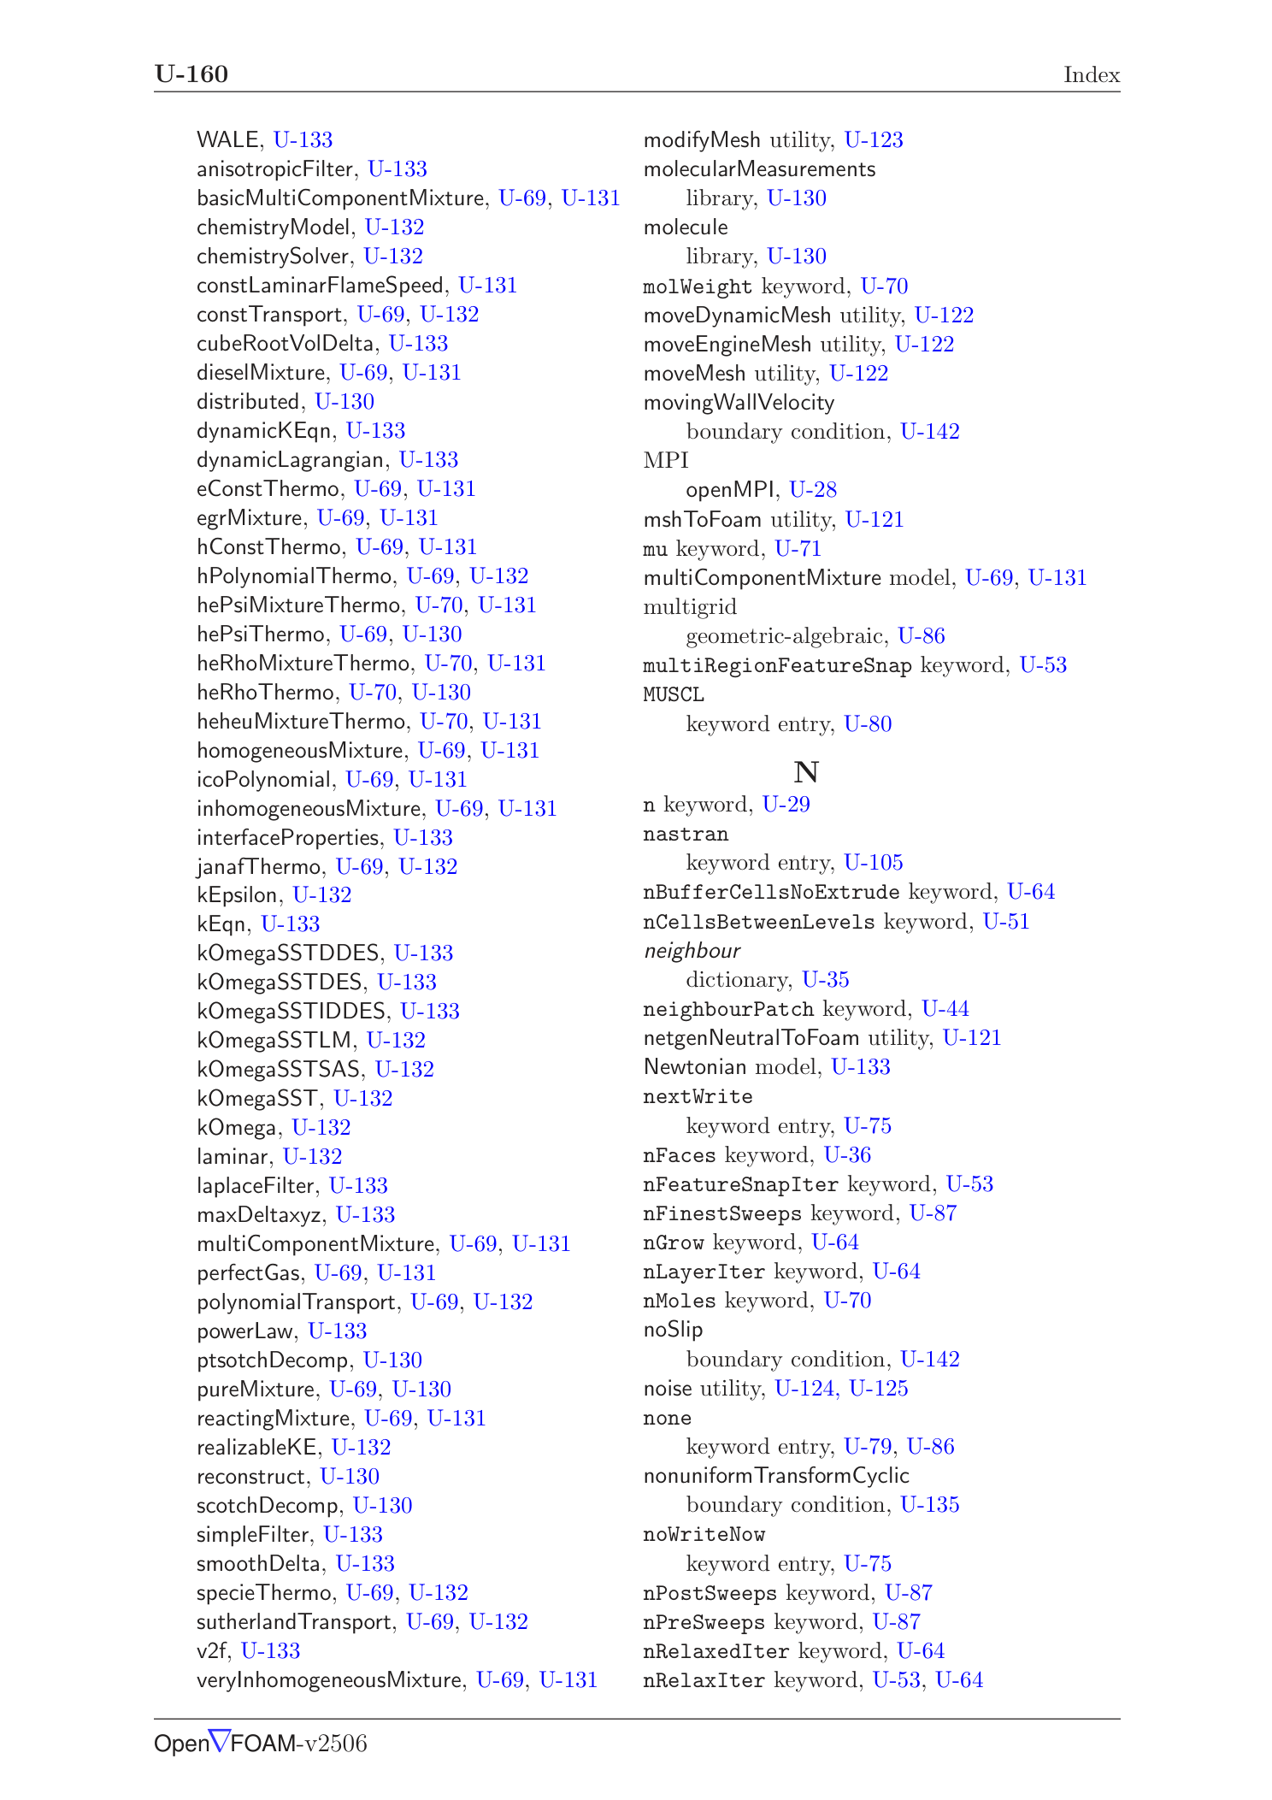 U-160 Index
WALE, U-133
anisotropicFilter, U-133
basicMultiComponentMixture, U-69, U-131
chemistryModel, U-132
chemistrySolver, U-132
constLaminarFlameSpeed, U-131
constTransport, U-69, U-132
cubeRootVolDelta, U-133
dieselMixture, U-69, U-131
distributed, U-130
dynamicKEqn, U-133
dynamicLagrangian, U-133
eConstThermo, U-69, U-131
egrMixture, U-69, U-131
hConstThermo, U-69, U-131
hPolynomialThermo, U-69, U-132
hePsiMixtureThermo, U-70, U-131
hePsiThermo, U-69, U-130
heRhoMixtureThermo, U-70, U-131
heRhoThermo, U-70, U-130
heheuMixtureThermo, U-70, U-131
homogeneousMixture, U-69, U-131
icoPolynomial, U-69, U-131
inhomogeneousMixture, U-69, U-131
interfaceProperties, U-133
janafThermo, U-69, U-132
kEpsilon, U-132
kEqn, U-133
kOmegaSSTDDES, U-133
kOmegaSSTDES, U-133
kOmegaSSTIDDES, U-133
kOmegaSSTLM, U-132
kOmegaSSTSAS, U-132
kOmegaSST, U-132
kOmega, U-132
laminar, U-132
laplaceFilter, U-133
maxDeltaxyz, U-133
multiComponentMixture, U-69, U-131
perfectGas, U-69, U-131
polynomialTransport, U-69, U-132
powerLaw, U-133
ptsotchDecomp, U-130
pureMixture, U-69, U-130
reactingMixture, U-69, U-131
realizableKE, U-132
reconstruct, U-130
scotchDecomp, U-130
simpleFilter, U-133
smoothDelta, U-133
specieThermo, U-69, U-132
sutherlandTransport, U-69, U-132
v2f, U-133
veryInhomogeneousMixture, U-69, U-131
modifyMesh utility, U-123
molecularMeasurements
library, U-130
molecule
library, U-130
molWeight keyword, U-70
moveDynamicMesh utility, U-122
moveEngineMesh utility, U-122
moveMesh utility, U-122
movingWallVelocity
boundary condition, U-142
MPI
openMPI, U-28
mshToFoam utility, U-121
mu keyword, U-71
multiComponentMixture model, U-69, U-131
multigrid
geometric-algebraic, U-86
multiRegionFeatureSnap keyword, U-53
MUSCL
keyword entry, U-80
N
n keyword, U-29
nastran
keyword entry, U-105
nBufferCellsNoExtrude keyword, U-64
nCellsBetweenLevels keyword, U-51
neighbour
dictionary, U-35
neighbourPatch keyword, U-44
netgenNeutralToFoam utility, U-121
Newtonian model, U-133
nextWrite
keyword entry, U-75
nFaces keyword, U-36
nFeatureSnapIter keyword, U-53
nFinestSweeps keyword, U-87
nGrow keyword, U-64
nLayerIter keyword, U-64
nMoles keyword, U-70
noSlip
boundary condition, U-142
noise utility, U-124, U-125
none
keyword entry, U-79, U-86
nonuniformTransformCyclic
boundary condition, U-135
noWriteNow
keyword entry, U-75
nPostSweeps keyword, U-87
nPreSweeps keyword, U-87
nRelaxedIter keyword, U-64
nRelaxIter keyword, U-53, U-64
Open∇FOAM-v2506